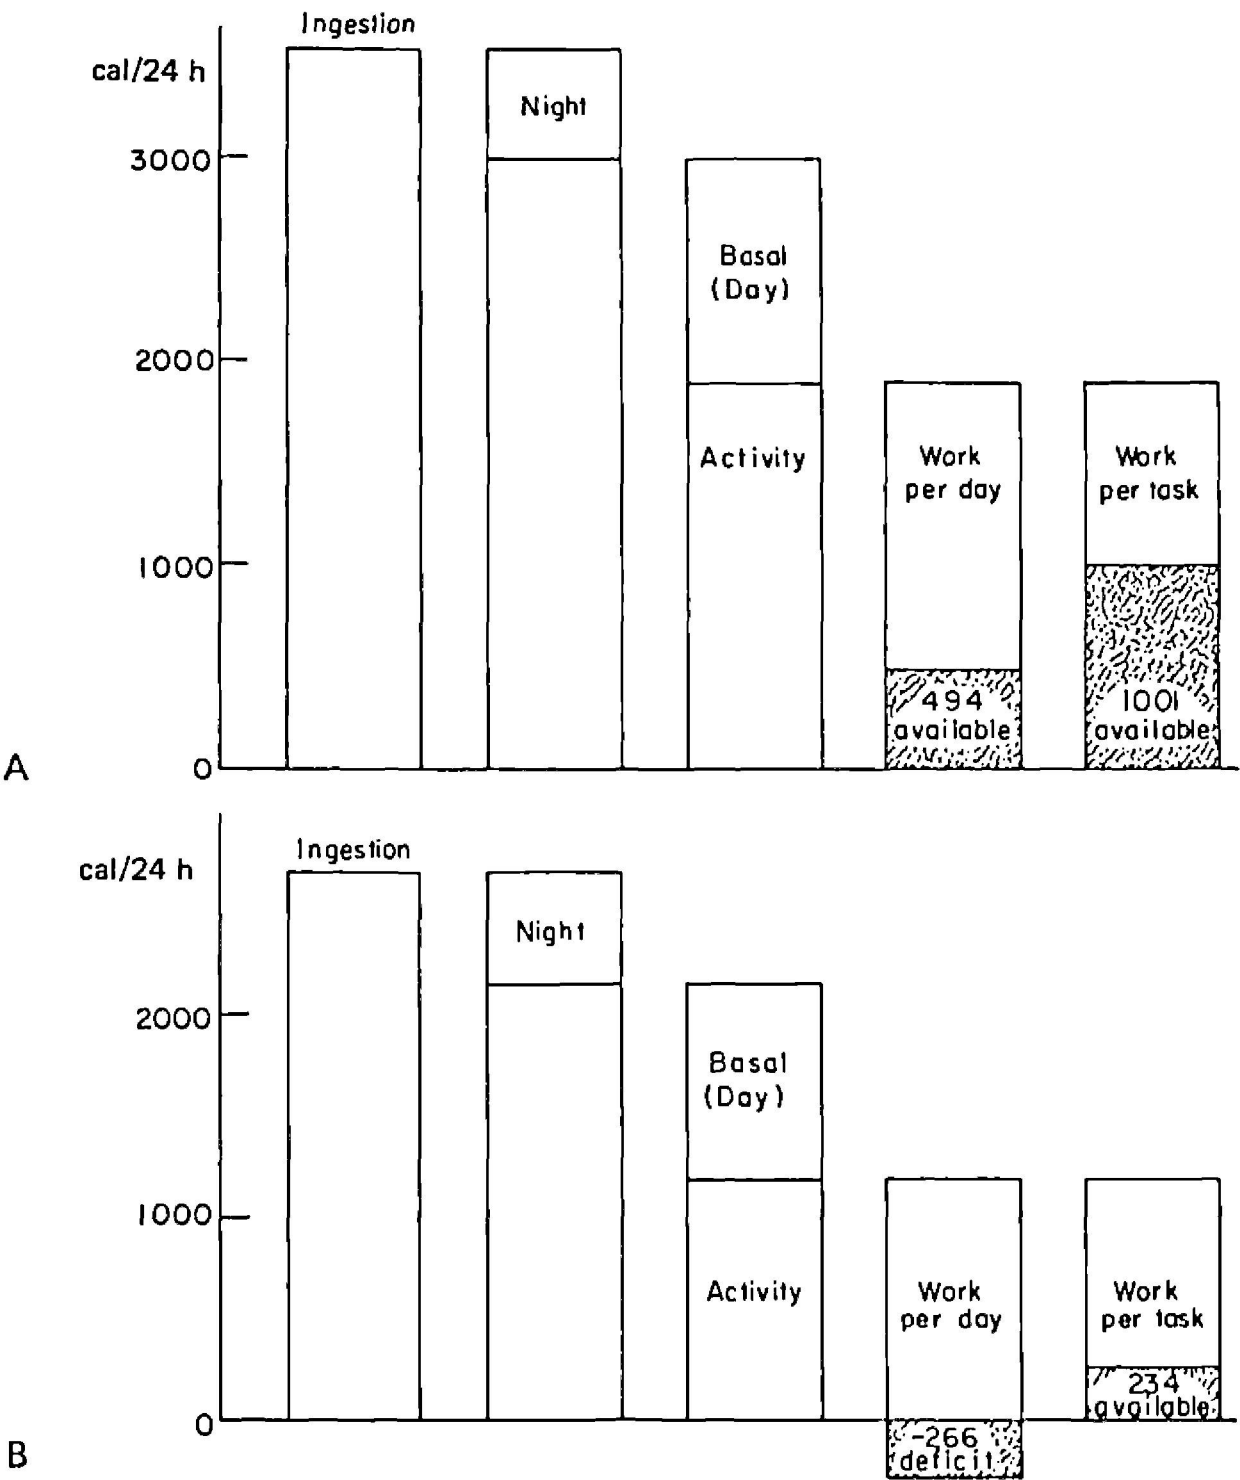 Ingestion
cal/24 h
Night
3000
Basal
(Day)
2000
Activity
Work
per day
Work
per task
1000
494
available
1001
available
A
0
Ingestion
cal/24 h
Night
2000
Basal
(Day)
1000
Activity
Work
per day
Work
per task
234
available
0
-266
deficit
B